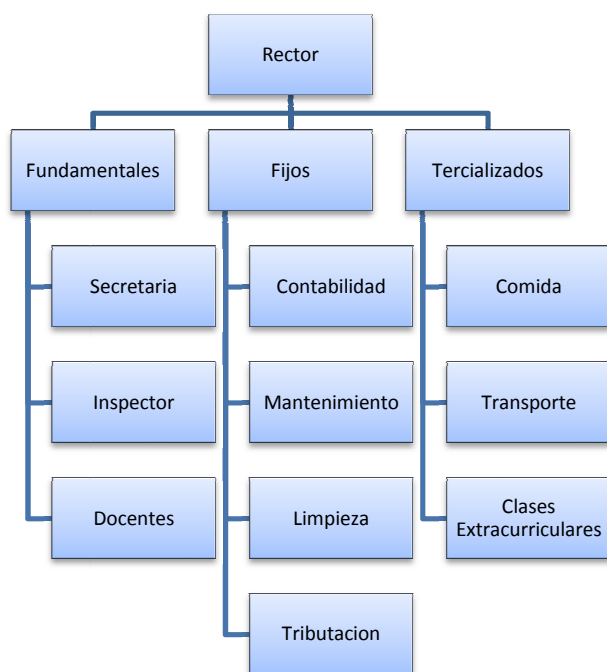 Rector
Fundamentales
Fijos
Tercializados
Secretaria
Contabilidad
Comida
Inspector
Mantenimiento
Transporte
Docentes
Limpieza
Clases
Extracurriculares
Tributacion